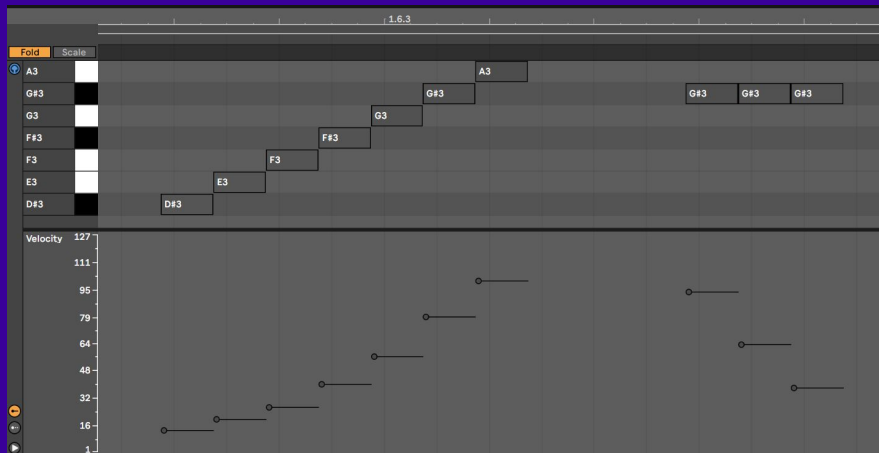 1.6.3
Fold Scale
A3 A3
G#3 G#3 G#3 G#3 G#3
G3 G3
F#3 F#3
F3 F3
E3 E3
D#3 D#3
Velocity 127
111
95
79
64
48
32
16
1